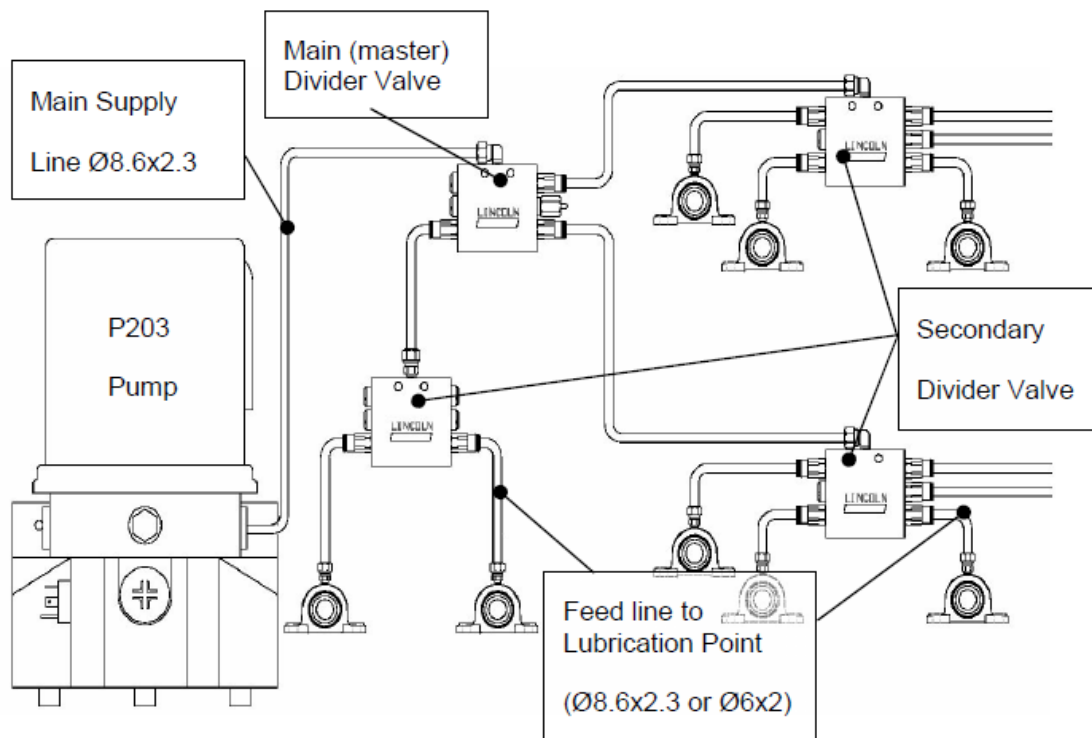 Main (master)
Divider Valve
Main Supply
Line Ø8.6x2.3
LINCOLN
LINCOLN
P203
Pump
Secondary
Divider Valve
LINCOLN
LINCOLN
Feed line to
Lubrication Point
(Ø8.6x2.3 or Ø6x2)